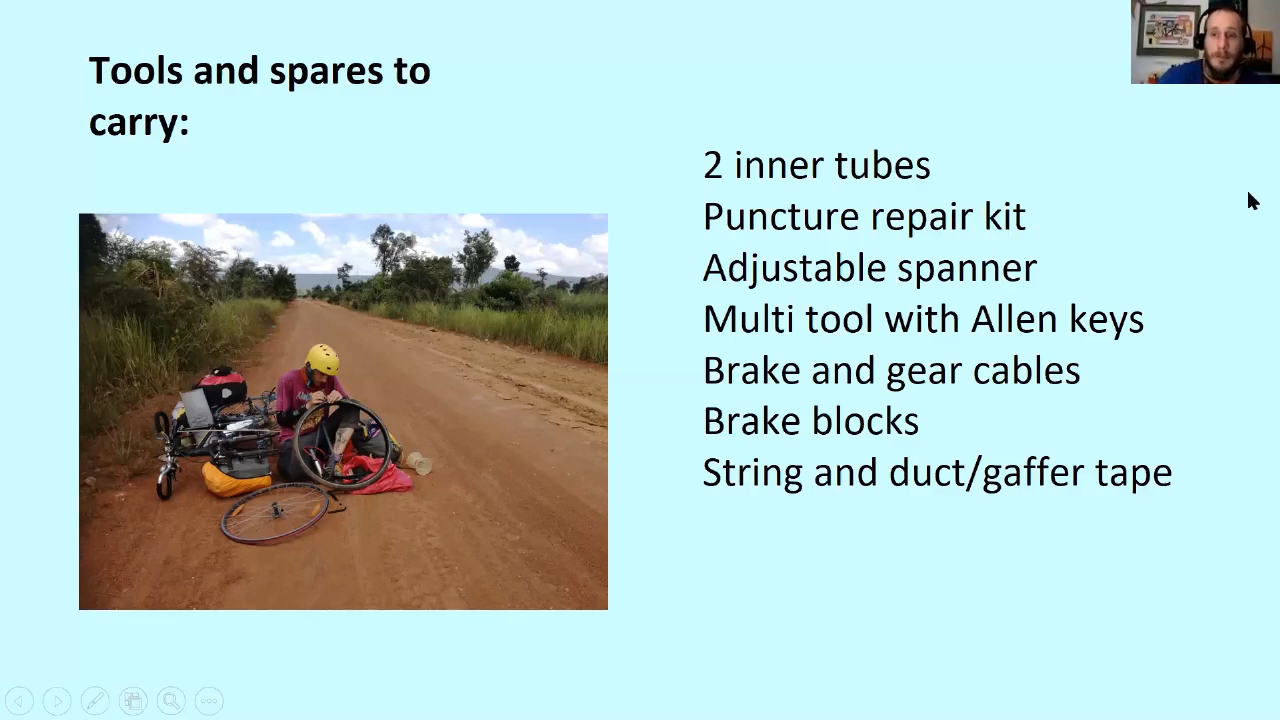 Tools and spares to
carry:
2 inner tubes
Puncture repair kit
Adjustable spanner
Multi tool with Allen keys
Brake and gear cables
Brake blocks
String and duct/gaffer tape